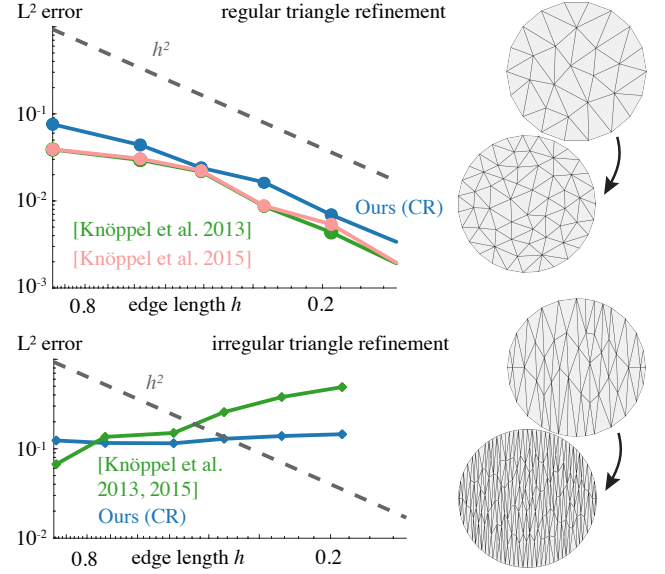 L² error
regular triangle refinement
h²
10⁻¹
10⁻²
10⁻³
Ours (CR)
[Knöppel et al. 2013]
[Knöppel et al. 2015]
0.8
edge length h
0.2
L² error
irregular triangle refinement
h²
10⁻¹
10⁻²
[Knöppel et al.
2013, 2015]
Ours (CR)
0.8
edge length h
0.2